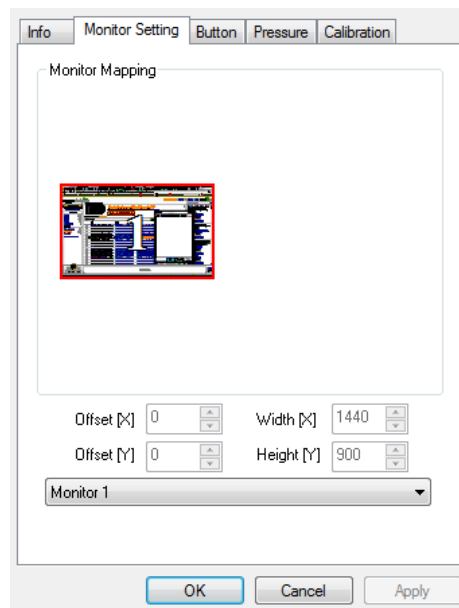 Info Monitor Setting Button Pressure Calibration
Monitor Mapping
1
Offset [X] 0 Width [X] 1440
Offset [Y] 0 Height [Y] 900
Monitor 1
OK Cancel Apply